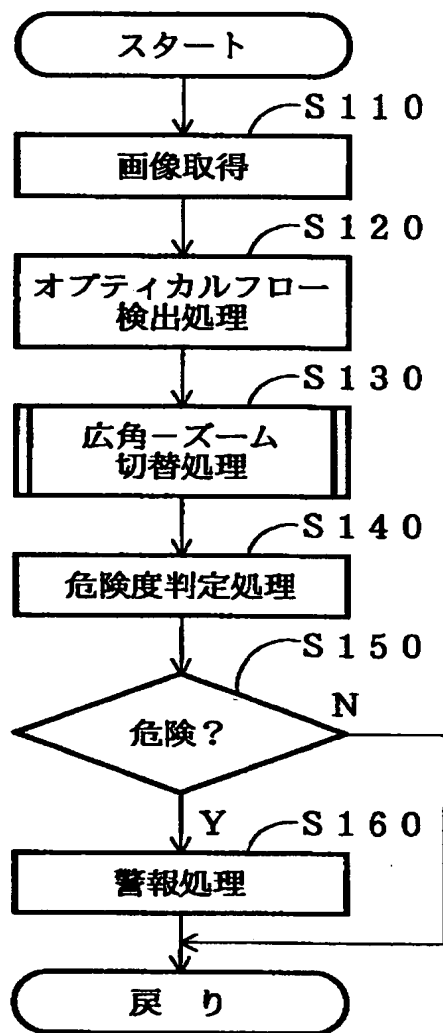 スタート
S110
画像取得
S120
オプティカルフロー
検出処理
S130
広角－ズーム
切替処理
S140
危険度判定処理
S150
危険？
N
Y
S160
警報処理
戻 り